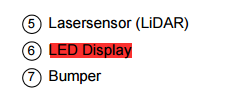 ⑤ Lasersensor (LiDAR)
⑥ LED Display
⑦ Bumper